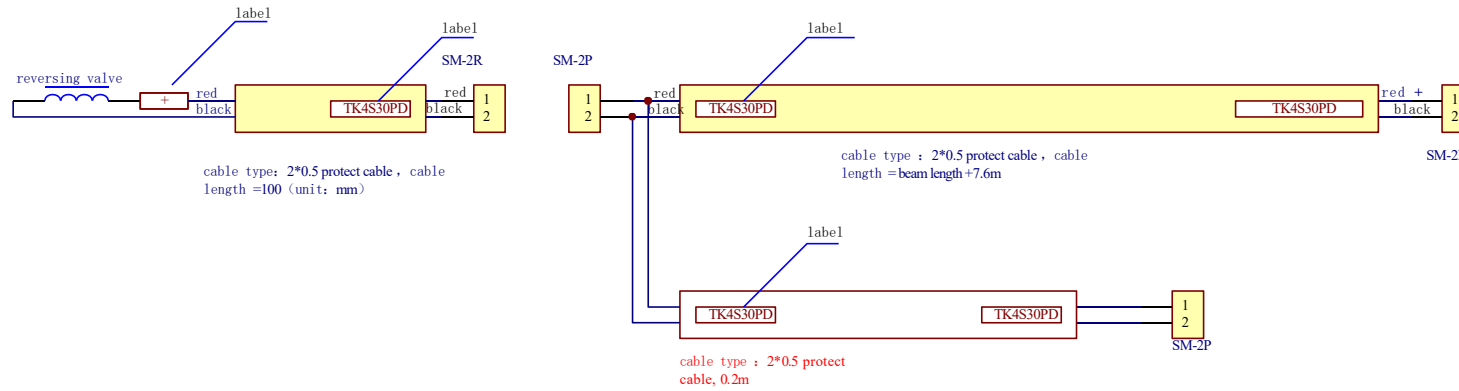 label
label
SM-2R
reversing valve
+
red
black
TK4S30PD
red
black
1
2
cable type：2*0.5 protect cable，cable
length =100（unit：mm）
SM-2P
1
2
red
black
label
TK4S30PD
TK4S30PD
red +
black
1
2
SM-2
cable type ：2*0.5 protect cable，cable
length = beam length +7.6m
label
TK4S30PD
TK4S30PD
1
2
SM-2P
cable type ：2*0.5 protect
cable, 0.2m